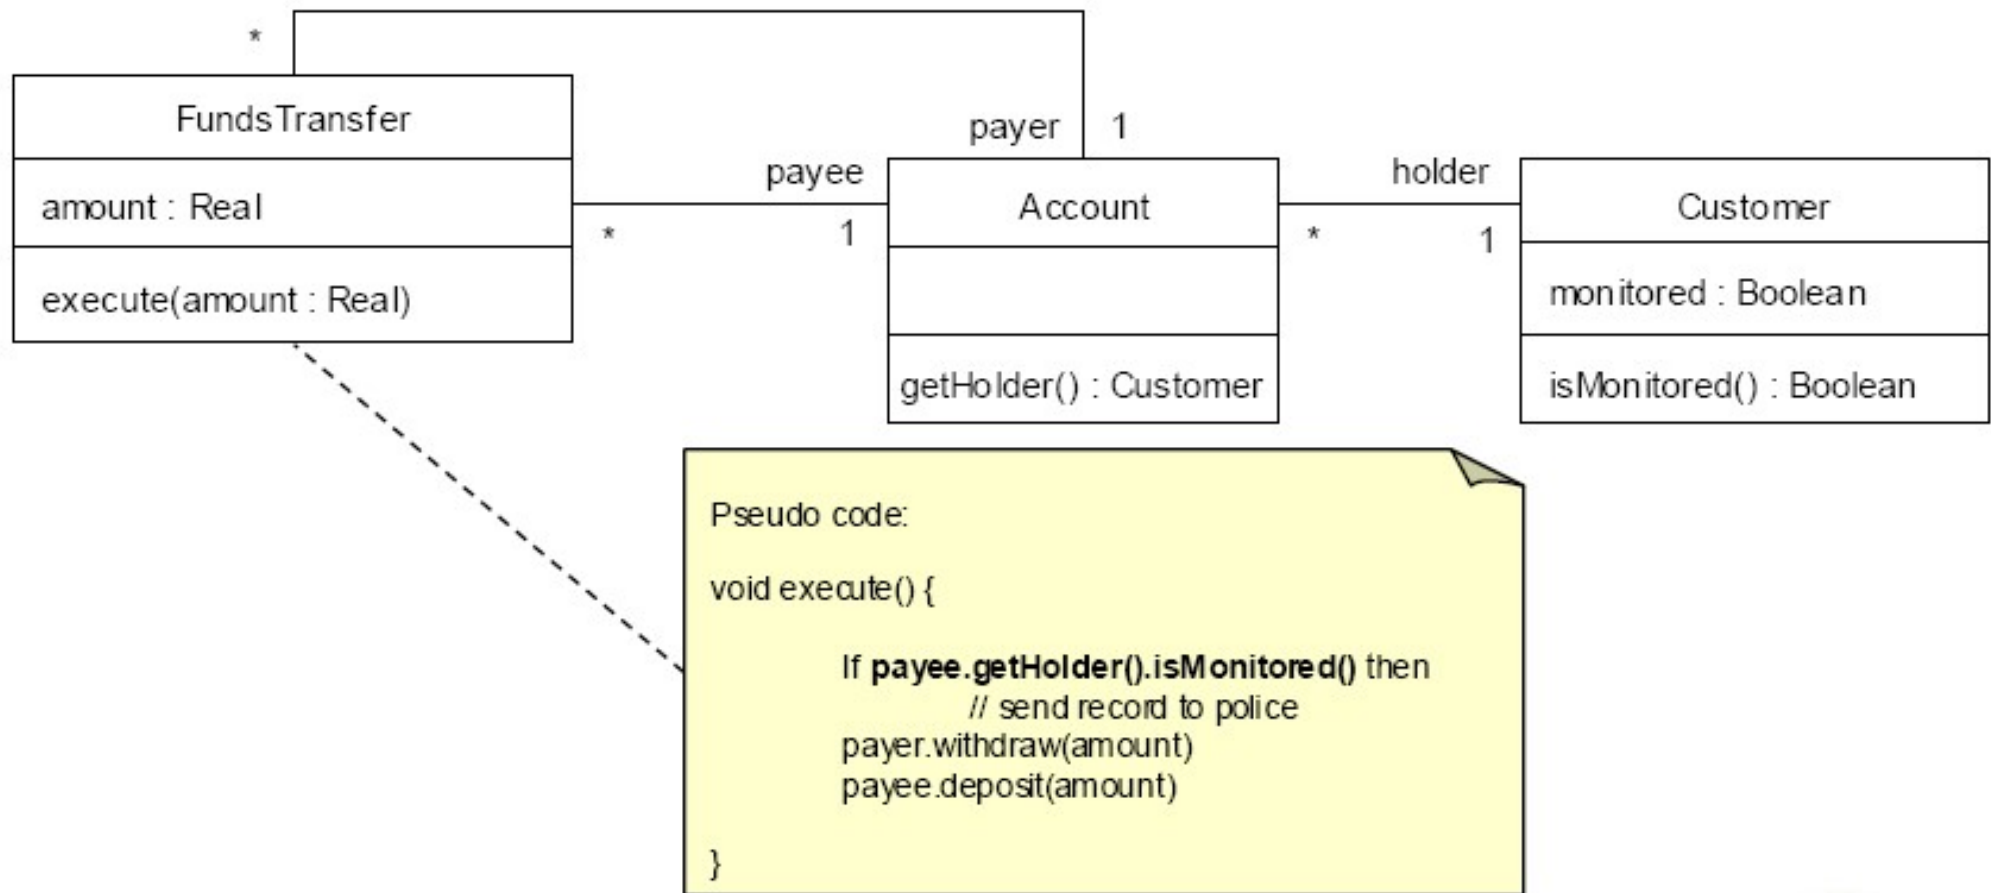 *
FundsTransfer
amount : Real
execute(amount : Real)
payer 1
payee
* 1
Account
getHolder() : Customer
holder
* 1
Customer
monitored : Boolean
isMonitored() : Boolean
Pseudo code:
void execute() {
If payee.getHolder().isMonitored() then
// send record to police
payer.withdraw(amount)
payee.deposit(amount)
}